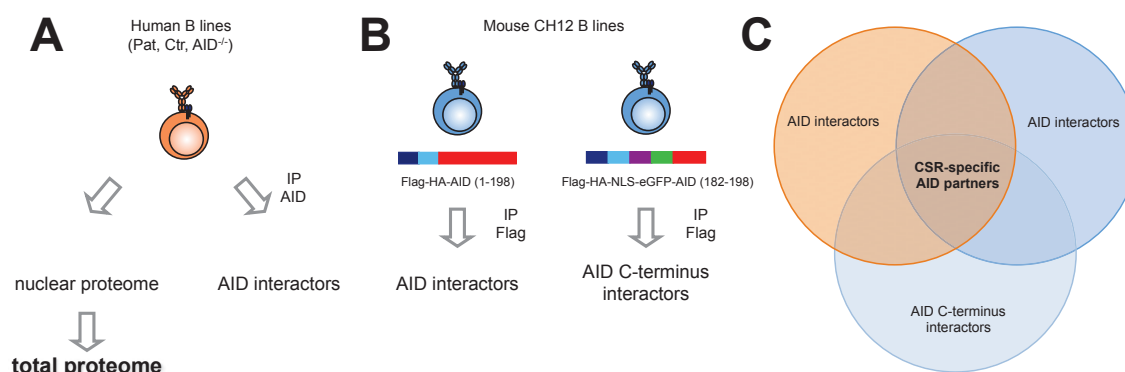 A
Human B lines
(Pat, Ctr, AID-/-)
IP
AID
nuclear proteome
AID interactors
total proteome
B
Mouse CH12 B lines
Flag-HA-AID (1-198)
Flag-HA-NLS-eGFP-AID (182-198)
IP
Flag
IP
Flag
AID interactors
AID C-terminus
interactors
C
AID interactors
AID interactors
CSR-specific
AID partners
AID C-terminus
interactors